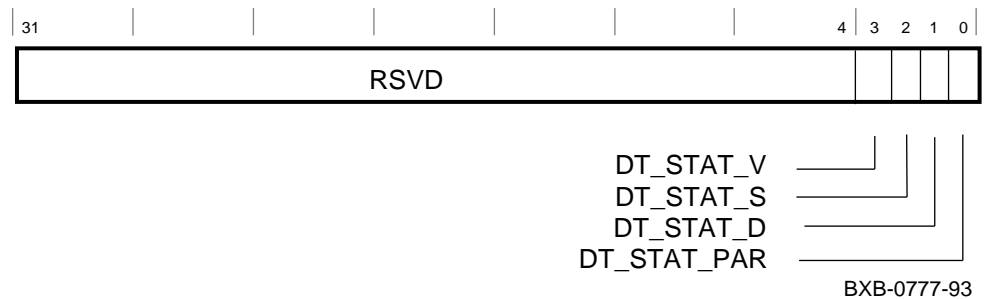 31 4 3 2 1 0
RSVD
DT_STAT_V
DT_STAT_S
DT_STAT_D
DT_STAT_PAR
BXB-0777-93